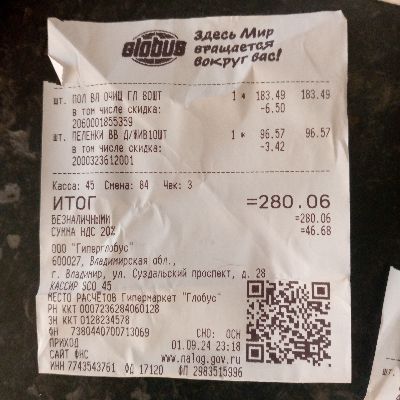 Globus
Здесь Мир
вращается
вокруг вас!
шт. ПОЛ ВЛ ОЧИЩ ГЛ 80ШТ 1 * 183.49 183.49
в том числе скидка: -6.50
2060001855359
шт. ПЕЛЕНКИ ВВ Д/ЖИВ10ШТ 1 * 96.57 96.57
в том числе скидка: -3.42
2000323612001
Касса: 45 Смена: 84 Чек: 3
ИТОГ =280.06
БЕЗНАЛИЧНЫМИ =280.06
СУММА НДС 20% =46.68
ООО "Гиперглобус"
600027, Владимирская обл.,
г. Владимир, ул. Суздальский проспект, д. 28
КАССИР SCO 45
МЕСТО РАСЧЕТОВ Гипермаркет "Глобус"
РН ККТ 0007236284060128
ЗН ККТ 0128234578
ФН 7380440700713069 СНО: ОСН
ПРИХОД 01.09.24 23:18
САЙТ ФНС www.nalog.gov.ru
ИНН 7743543761 ФД 17120 ФП 2983515996